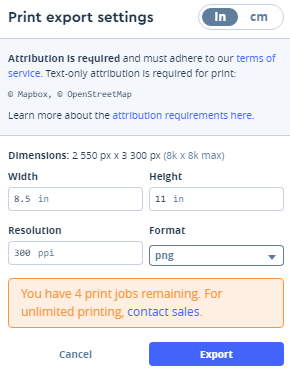 Print export settings
In
cm
Attribution is required and must adhere to our terms of
service. Text-only attribution is required for print:
© Mapbox, © OpenStreetMap
Learn more about the attribution requirements here.
Dimensions: 2 550 px x 3 300 px (8k x 8k max)
Width
Height
8.5 in
11 in
Resolution
Format
300 ppi
png
You have 4 print jobs remaining. For
unlimited printing, contact sales.
Cancel
Export